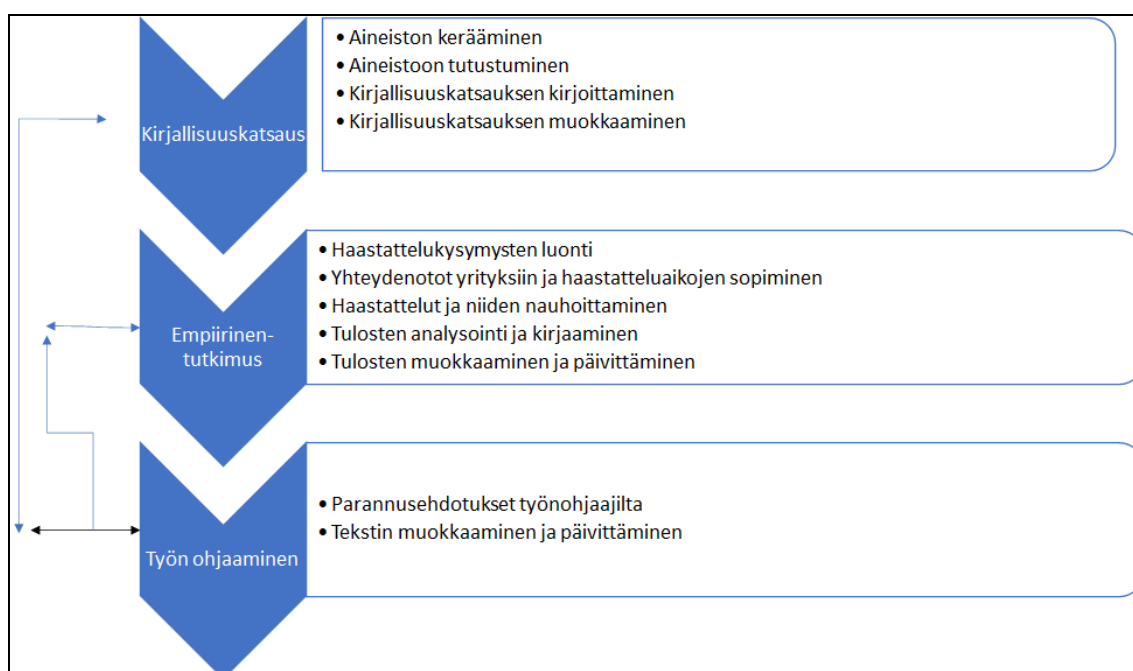 Kirjallisuuskatsaus
• Aineiston kerääminen
• Aineistoon tutustuminen
• Kirjallisuuskatsauksen kirjoittaminen
• Kirjallisuuskatsauksen muokkaaminen
Empiirinen-
tutkimus
• Haastattelukysymysten luonti
• Yhteydenotot yrityksiin ja haastatteluaikojen sopiminen
• Haastattelut ja niiden nauhoittaminen
• Tulosten analysointi ja kirjaaminen
• Tulosten muokkaaminen ja päivittäminen
Työn ohjaaminen
• Parannusehdotukset työnohjaajilta
• Tekstin muokkaaminen ja päivittäminen